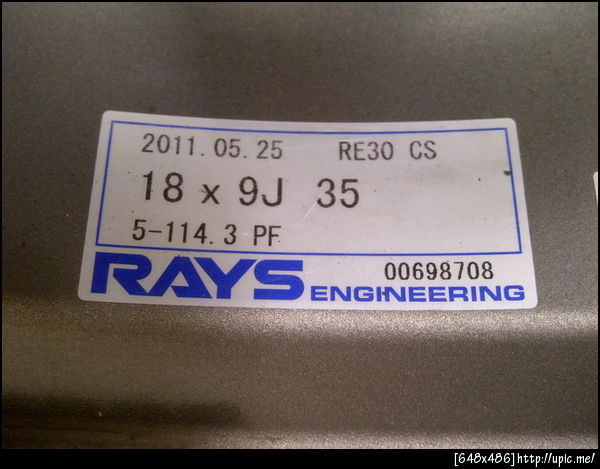 2011.05.25 RE30 CS
18 x 9J 35
5-114.3 PF
RAYS 00698708
ENGINEERING
[648x486]http://upic.me/